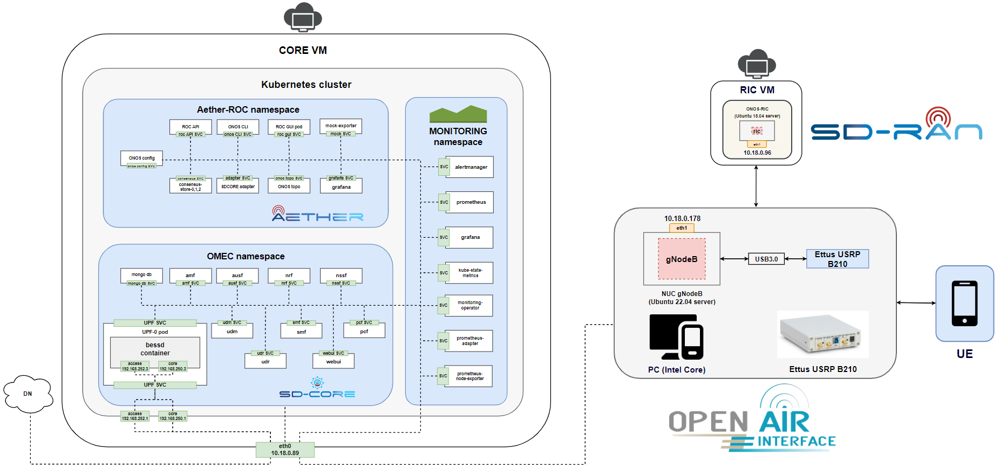 CORE VM
Kubernetes cluster
Aether-ROC namespace
ROC API
roc API SVC
ONOS CLI
onos CLI SVC
ROC GUI pod
roc gui SVC
mock-exporter
mock SVC
ONOS config
onos config SVC
consensus SVC
consensus-
store-0,1,2
adapter SVC
SDCORE adapter
onos topo SVC
ONOS topo
grafana SVC
grafana
AETHER
MONITORING
namespace
SVC
alertmanager
SVC
prometheus
SVC
grafana
SVC
kube-state-
metrics
SVC
monitoring-
operator
SVC
prometheus-
adapter
SVC
prometheus-
node-exporter
OMEC namespace
mongo db
mongo db SVC
amf
amf SVC
ausf
ausf SVC
nrf
nrf SVC
nssf
nssf SVC
UPF SVC
UPF-0 pod
bessd
container
access
192.168.252.3
core
192.168.250.3
UPF SVC
udm SVC
udm
smf SVC
smf
pcf SVC
pcf
udr SVC
udr
webui SVC
webui
SD-CORE
access
192.168.252.1
core
192.168.250.1
eth0
10.18.0.89
DN
RIC VM
ONOS-RIC
(Ubuntu 18.04 server)
ric
eth1
10.18.0.96
SD-RAN
10.18.0.178
eth1
gNodeB
USB3.0
Ettus USRP
B210
NUC gNodeB
(Ubuntu 22.04 server)
PC (Intel Core)
Ettus USRP B210
UE
OPEN AIR
INTERFACE